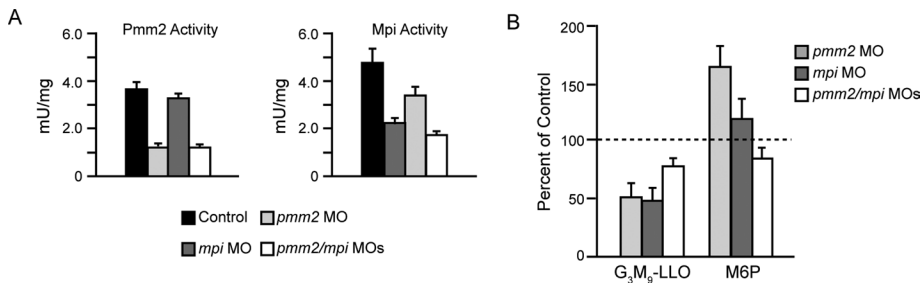 A
Pmm2 Activity
mU/mg
6.0
4.0
2.0
0
Mpi Activity
mU/mg
6.0
4.0
2.0
0
Control
pmm2 MO
mpi MO
pmm2/mpi MOs
B
Percent of Control
200
150
100
50
0
G₃M₉-LLO
M6P
pmm2 MO
mpi MO
pmm2/mpi MOs